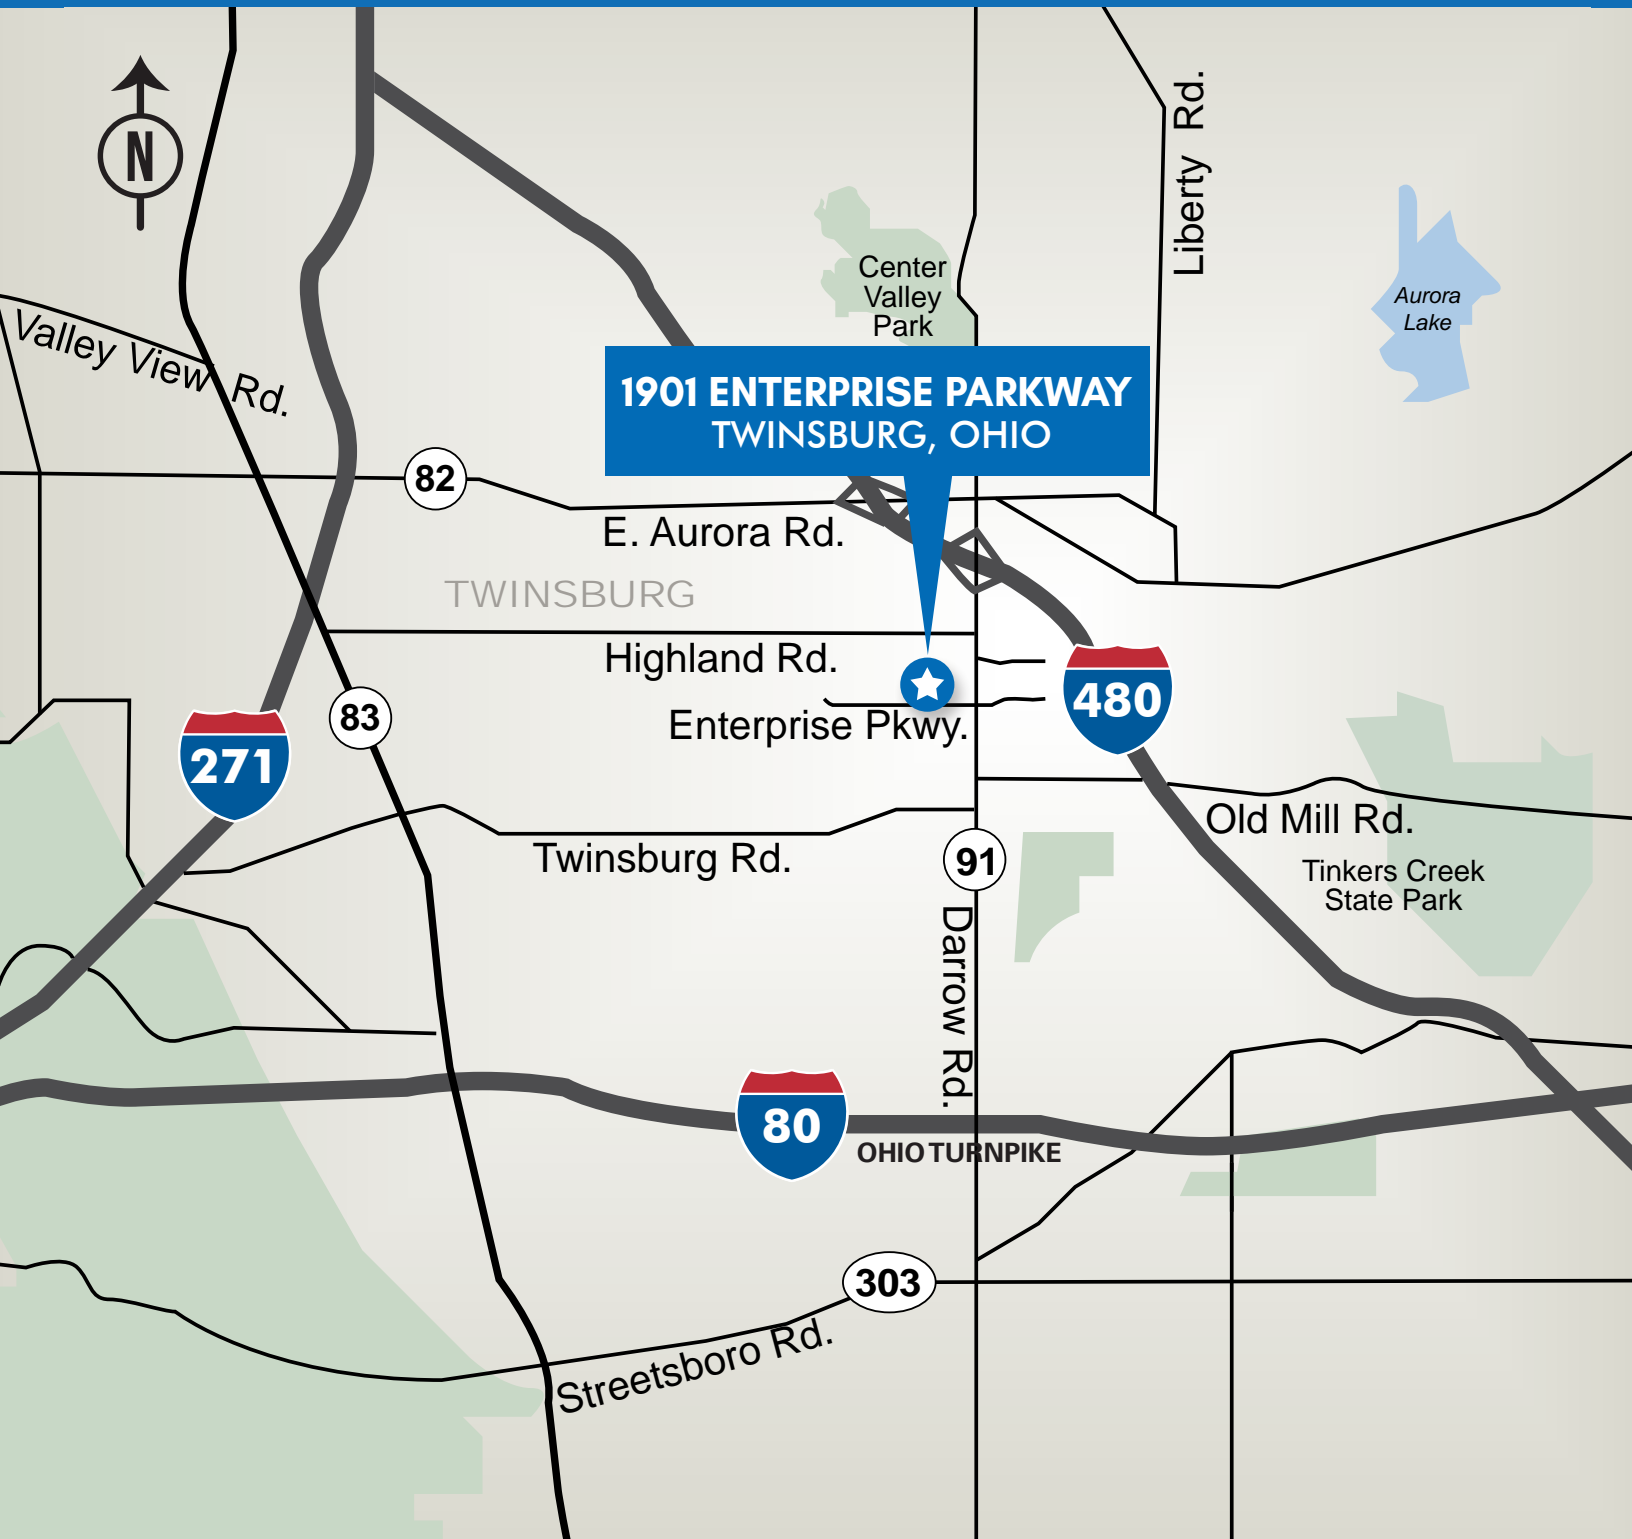 N
Liberty Rd.
Center
Valley
Park
Aurora
Lake
Valley View Rd.
1901 ENTERPRISE PARKWAY
TWINSBURG, OHIO
82
E. Aurora Rd.
TWINSBURG
Highland Rd.
480
Enterprise Pkwy.
83
271
Old Mill Rd.
Twinsburg Rd.
91
Tinkers Creek
State Park
Darrow Rd.
80
OHIO TURNPIKE
303
Streetsboro Rd.